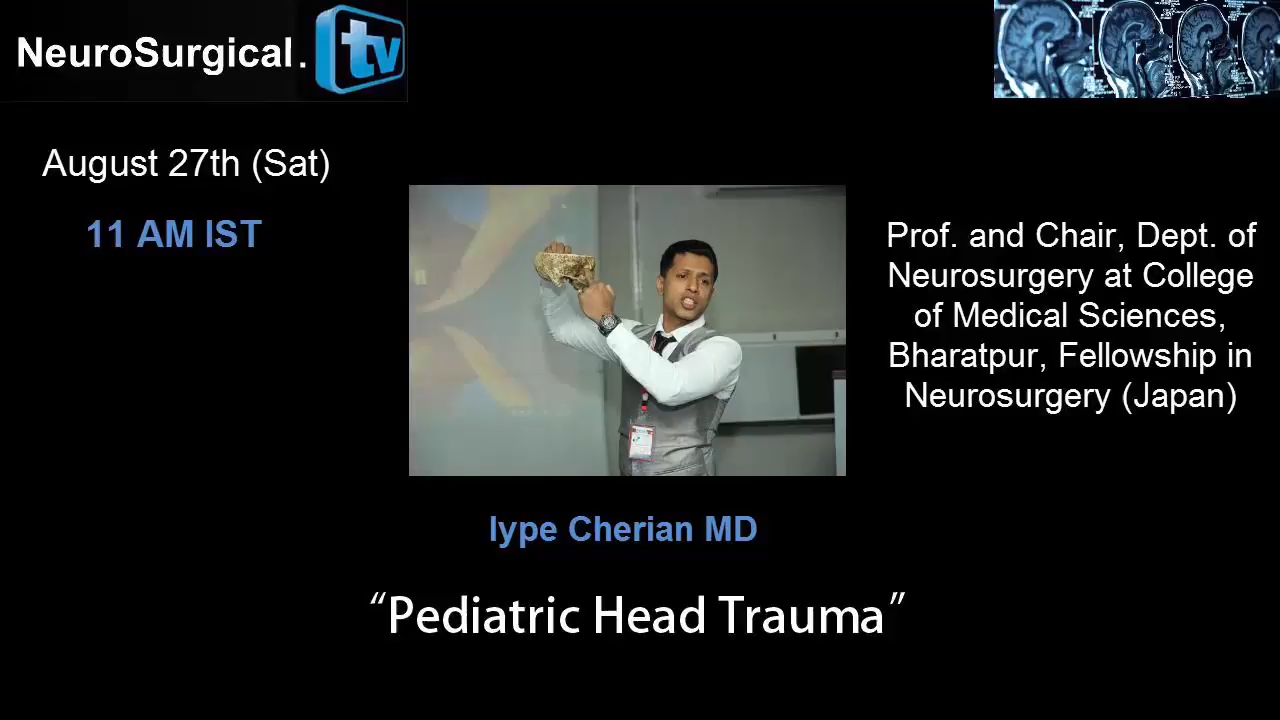 NeuroSurgical.
tv
August 27th (Sat)
11 AM IST
Prof. and Chair, Dept. of
Neurosurgery at College
of Medical Sciences,
Bharatpur, Fellowship in
Neurosurgery (Japan)
Iype Cherian MD
“Pediatric Head Trauma”